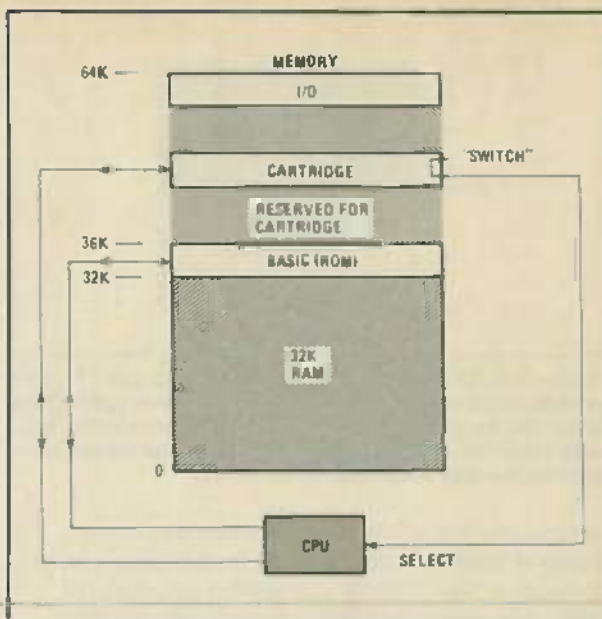 MEMORY
64K
I/O
"SWITCH"
CARTRIDGE
RESERVED FOR
CARTRIDGE
36K
BASIC (ROM)
32K
32K
RAM
0
CPU
SELECT